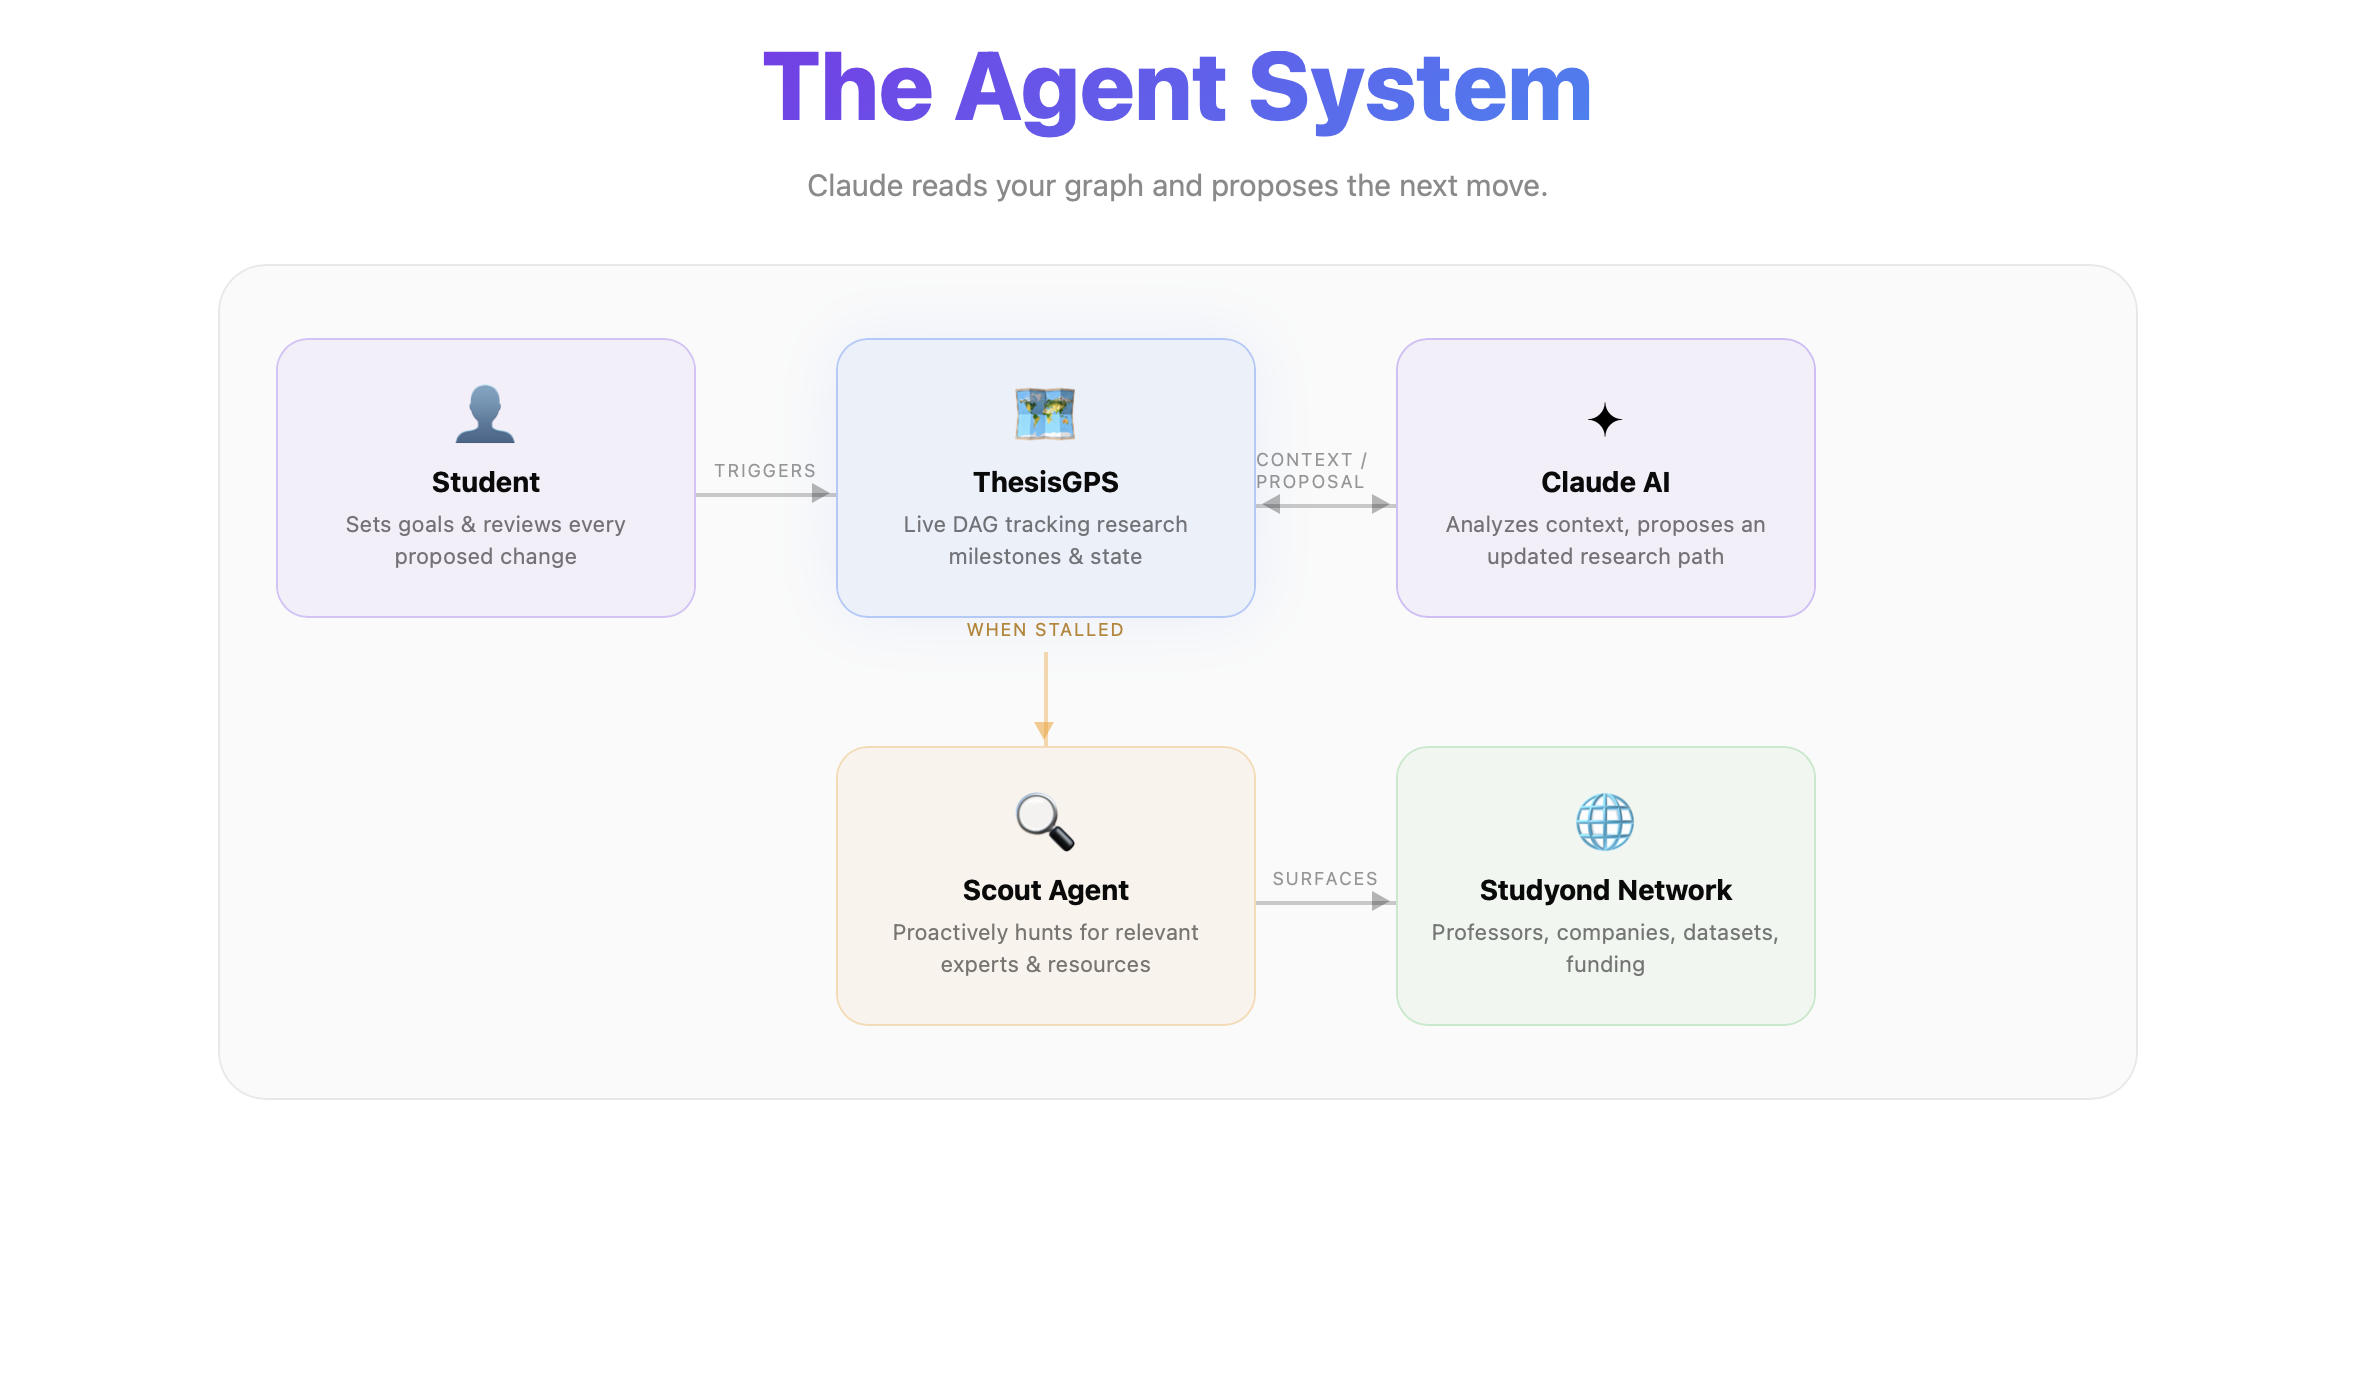 The Agent System
Claude reads your graph and proposes the next move.
Student
Sets goals & reviews every
proposed change
TRIGGERS
ThesisGPS
Live DAG tracking research
milestones & state
CONTEXT /
PROPOSAL
Claude AI
Analyzes context, proposes an
updated research path
WHEN STALLED
Scout Agent
Proactively hunts for relevant
experts & resources
SURFACES
Studyond Network
Professors, companies, datasets,
funding